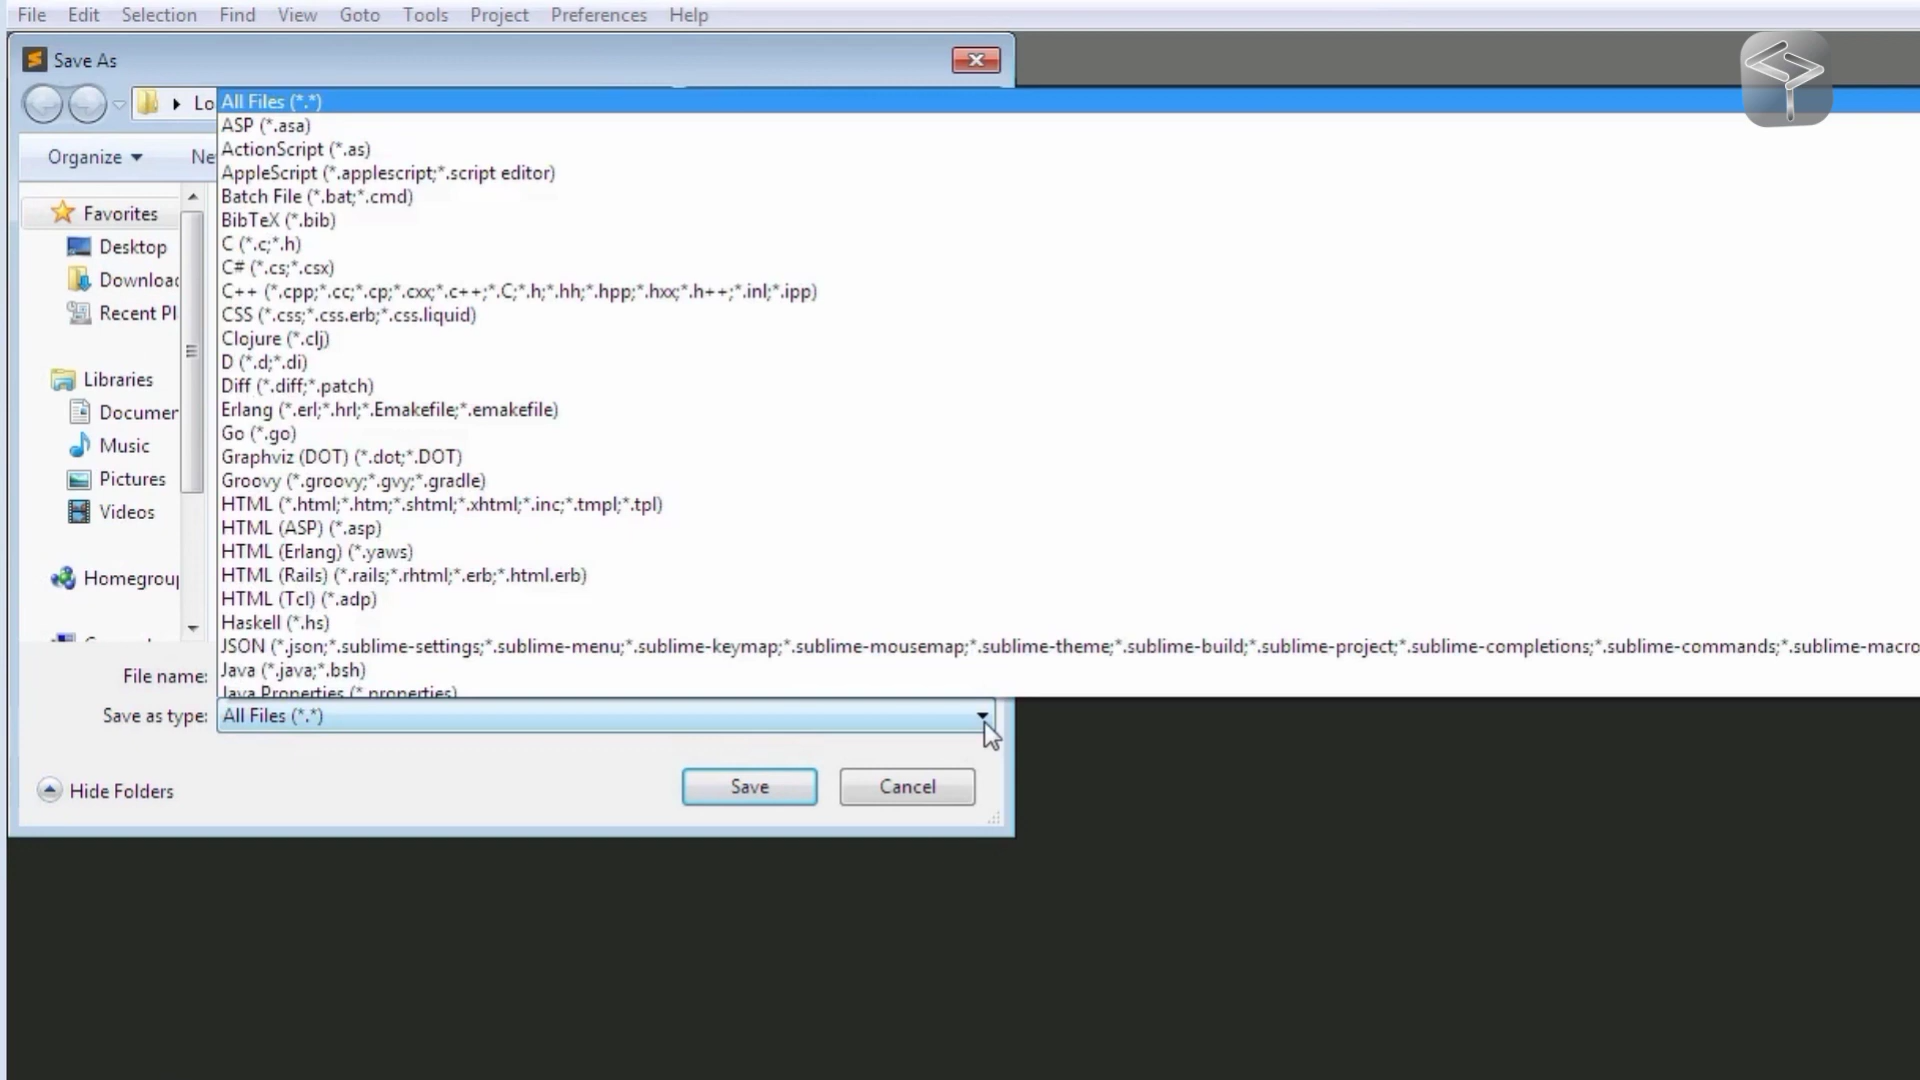 File Edit Selection Find View Goto Tools Project Preferences Help
Save As
Lo
All Files (*.*)
ASP (*.asa)
ActionScript (*.as)
AppleScript (*.applescript;*.script editor)
Batch File (*.bat;*.cmd)
BibTeX (*.bib)
C (*.c;*.h)
C# (*.cs;*.csx)
C++ (*.cpp;*.cc;*.cp;*.cxx;*.c++;*.C;*.h;*.hh;*.hpp;*.hxx;*.h++;*.inl;*.ipp)
CSS (*.css;*.css.erb;*.css.liquid)
Clojure (*.clj)
D (*.d;*.di)
Diff (*.diff;*.patch)
Erlang (*.erl;*.hrl;*.Emakefile;*.emakefile)
Go (*.go)
Graphviz (DOT) (*.dot;*.DOT)
Groovy (*.groovy;*.gvy;*.gradle)
HTML (*.html;*.htm;*.shtml;*.xhtml;*.inc;*.tmpl;*.tpl)
HTML (ASP) (*.asp)
HTML (Erlang) (*.yaws)
HTML (Rails) (*.rails;*.rhtml;*.erb;*.html.erb)
HTML (Tcl) (*.adp)
Haskell (*.hs)
JSON (*.json;*.sublime-settings;*.sublime-menu;*.sublime-keymap;*.sublime-mousemap;*.sublime-theme;*.sublime-build;*.sublime-project;*.sublime-completions;*.sublime-commands;*.sublime-macro
Java (*.java;*.bsh)
Java Properties (*.properties)
Organize Ne
Favorites
Desktop
Downloac
Recent Pl
Libraries
Documer
Music
Pictures
Videos
Homegroup
File name:
Save as type: All Files (*.*)
Hide Folders
Save Cancel